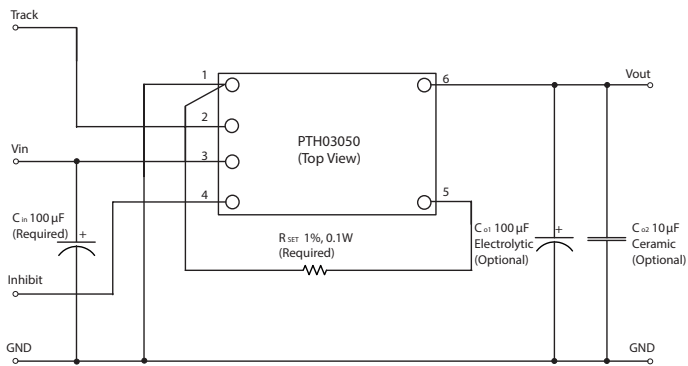 Track
1
6
Vout
2
PTH03050
(Top View)
Vin
3
4
5
C in 100 µF
(Required)
+
R SET 1%, 0.1W
(Required)
C o1 100 µF
Electrolytic
(Optional)
+
C o2 10 µF
Ceramic
(Optional)
Inhibit
GND
GND